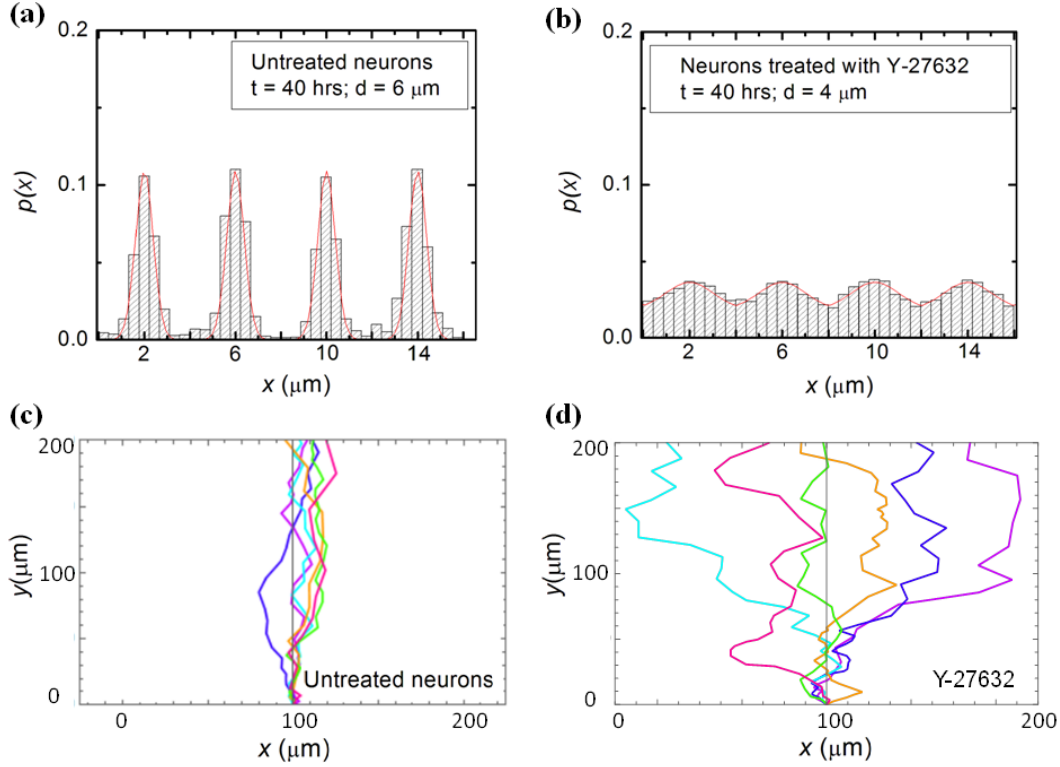 (a)
0.2
0.1
0.0
p(x)
Untreated neurons
t = 40 hrs; d = 6 μm
2 6 10 14
x (μm)
(b)
0.2
0.1
0.0
p(x)
Neurons treated with Y-27632
t = 40 hrs; d = 4 μm
2 6 10 14
x (μm)
(c)
200
100
0
y(μm)
Untreated neurons
0 100 200
x (μm)
(d)
200
100
0
y(μm)
Y-27632
0 100 200
x (μm)